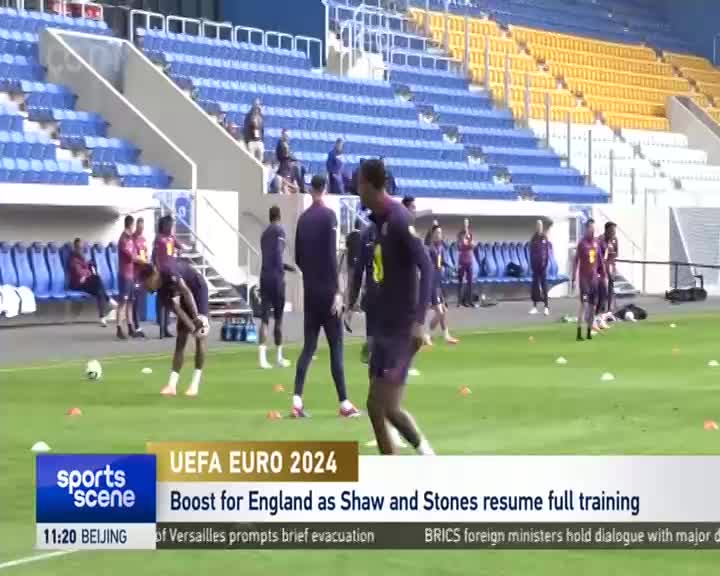 UEFA EURO 2024
sports scene
Boost for England as Shaw and Stones resume full training
11:20 BEIJING
of Versailles prompts brief evacuation BRICS foreign ministers hold dialogue with major d